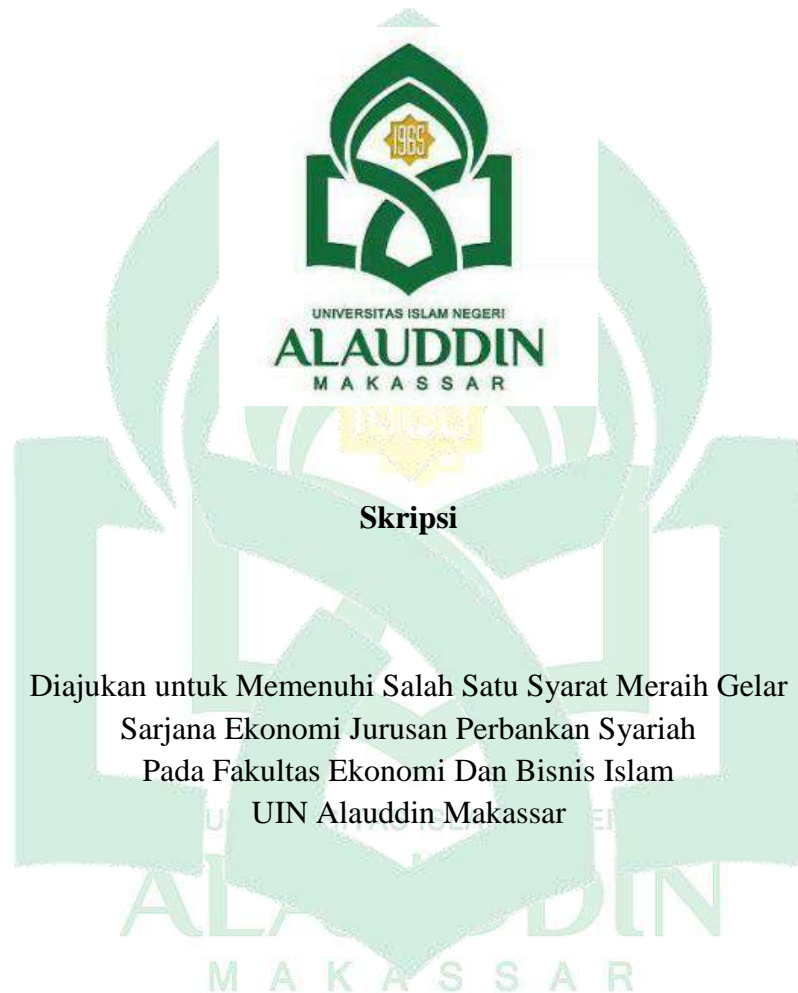 1965
UNIVERSITAS ISLAM NEGERI
ALAUDDIN
MAKASSAR
Skripsi
Diajukan untuk Memenuhi Salah Satu Syarat Meraih Gelar
Sarjana Ekonomi Jurusan Perbankan Syariah
Pada Fakultas Ekonomi Dan Bisnis Islam
UIN Alauddin Makassar
ALAUDDIN
MAKASSAR